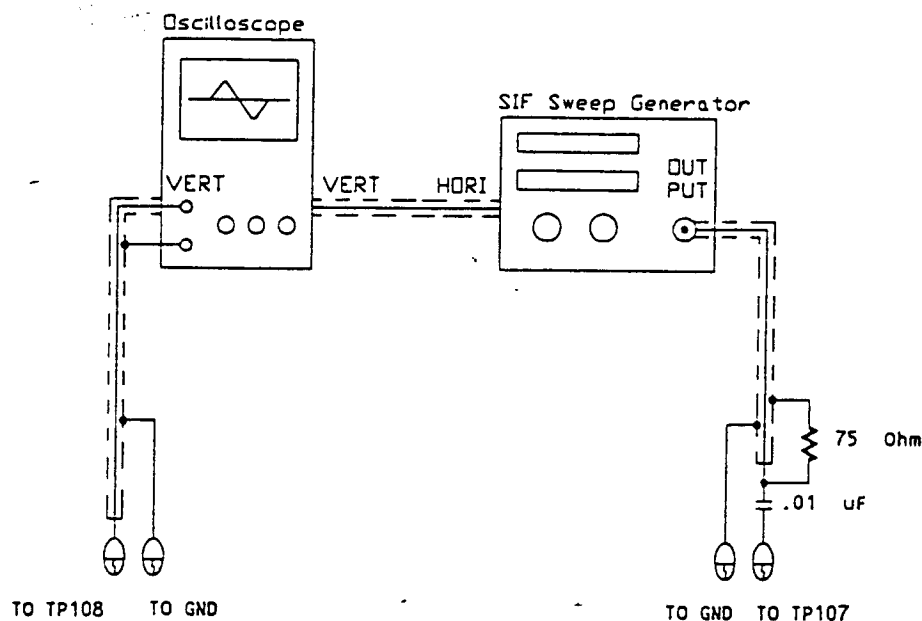 Oscilloscope
SIF Sweep Generator
OUT
PUT
VERT
VERT
HORI
75 Ohm
.01 uF
TO TP108
TO GND
TO GND
TO TP107